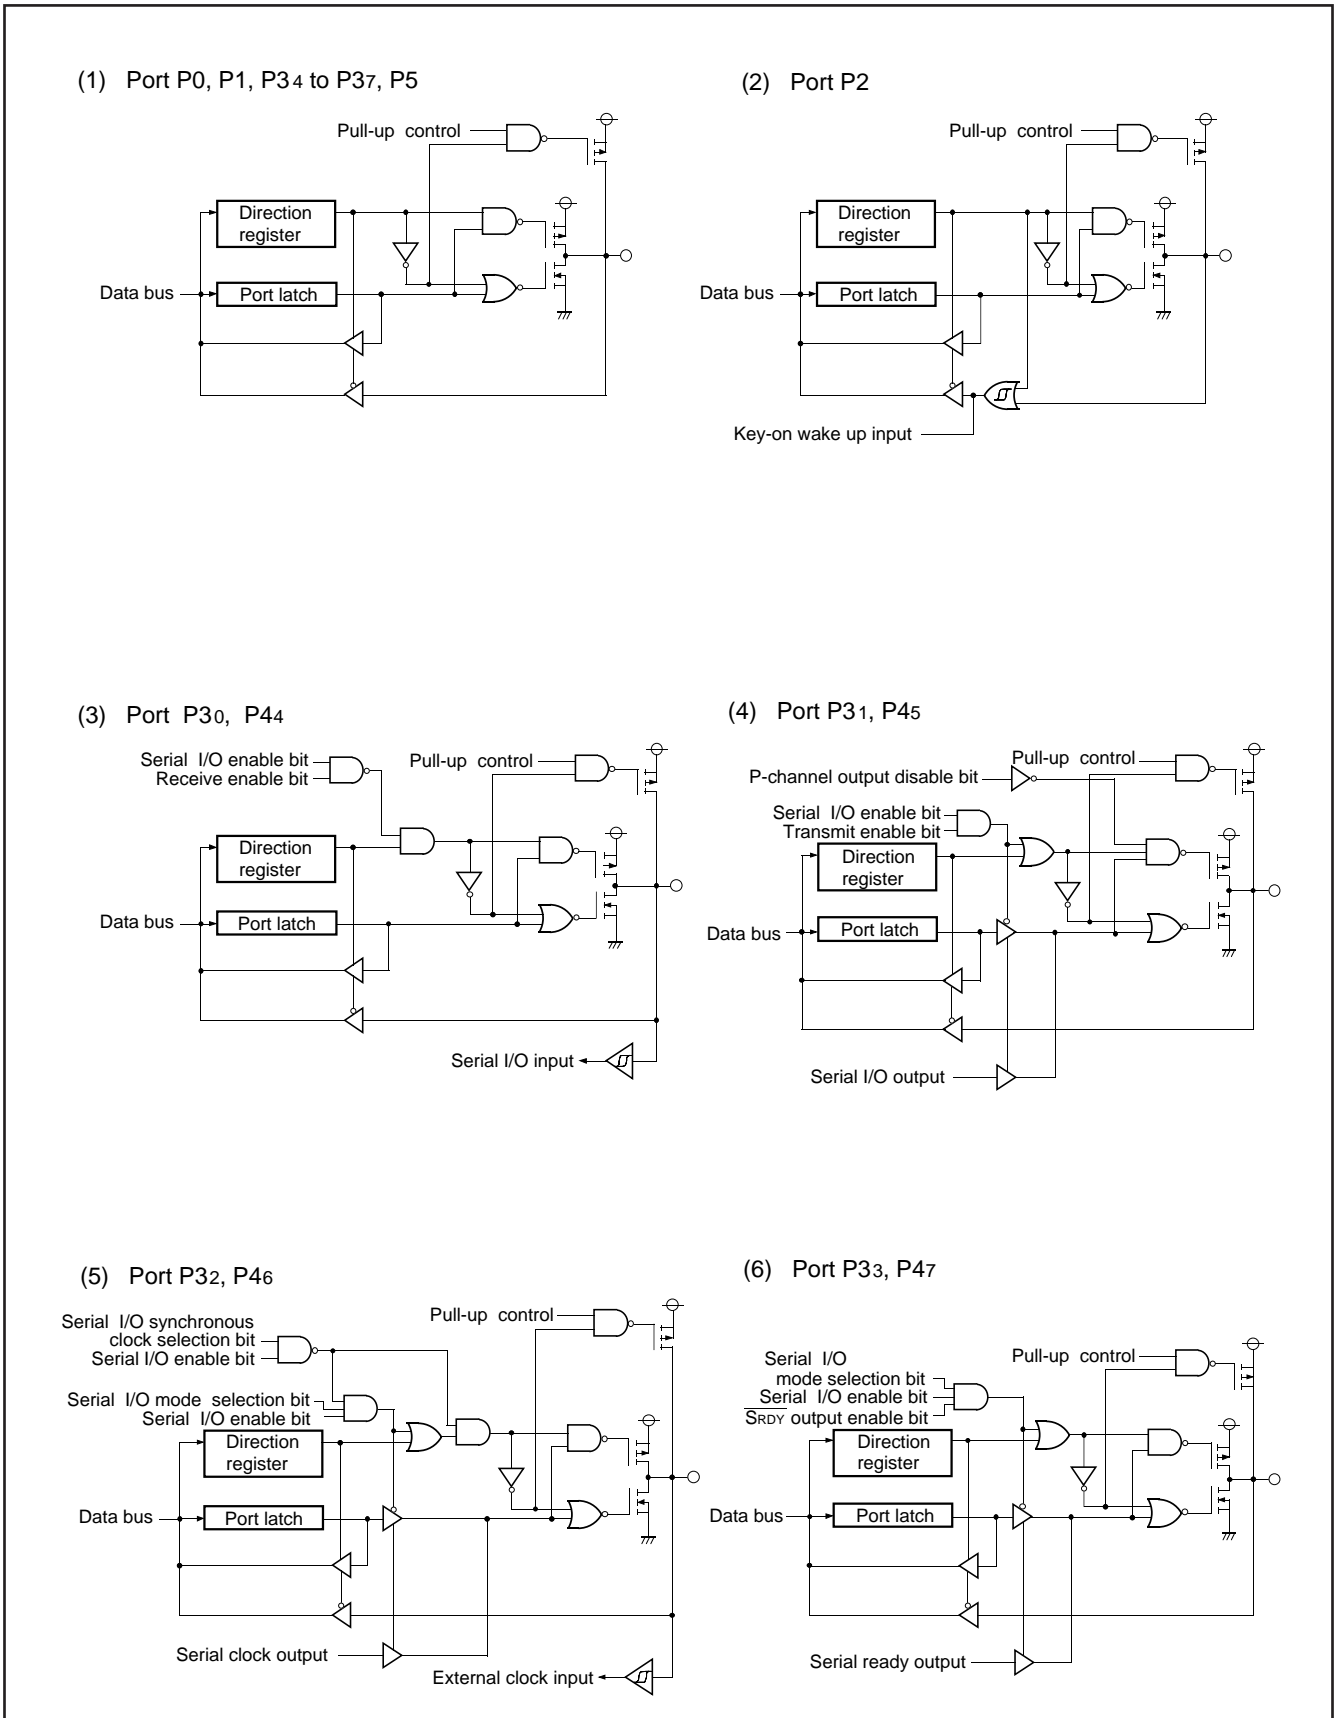 (1) Port P0, P1, P34 to P37, P5
Pull-up control
Direction
register
Data bus
Port latch
(2) Port P2
Pull-up control
Direction
register
Data bus
Port latch
Key-on wake up input
(3) Port P30, P44
Serial I/O enable bit
Receive enable bit
Pull-up control
Direction
register
Data bus
Port latch
Serial I/O input
(4) Port P31, P45
Pull-up control
P-channel output disable bit
Serial I/O enable bit
Transmit enable bit
Direction
register
Data bus
Port latch
Serial I/O output
(5) Port P32, P46
Pull-up control
Serial I/O synchronous
clock selection bit
Serial I/O enable bit
Serial I/O mode selection bit
Serial I/O enable bit
Direction
register
Data bus
Port latch
Serial clock output
External clock input
(6) Port P33, P47
Pull-up control
Serial I/O
mode selection bit
Serial I/O enable bit
SRDY output enable bit
Direction
register
Data bus
Port latch
Serial ready output